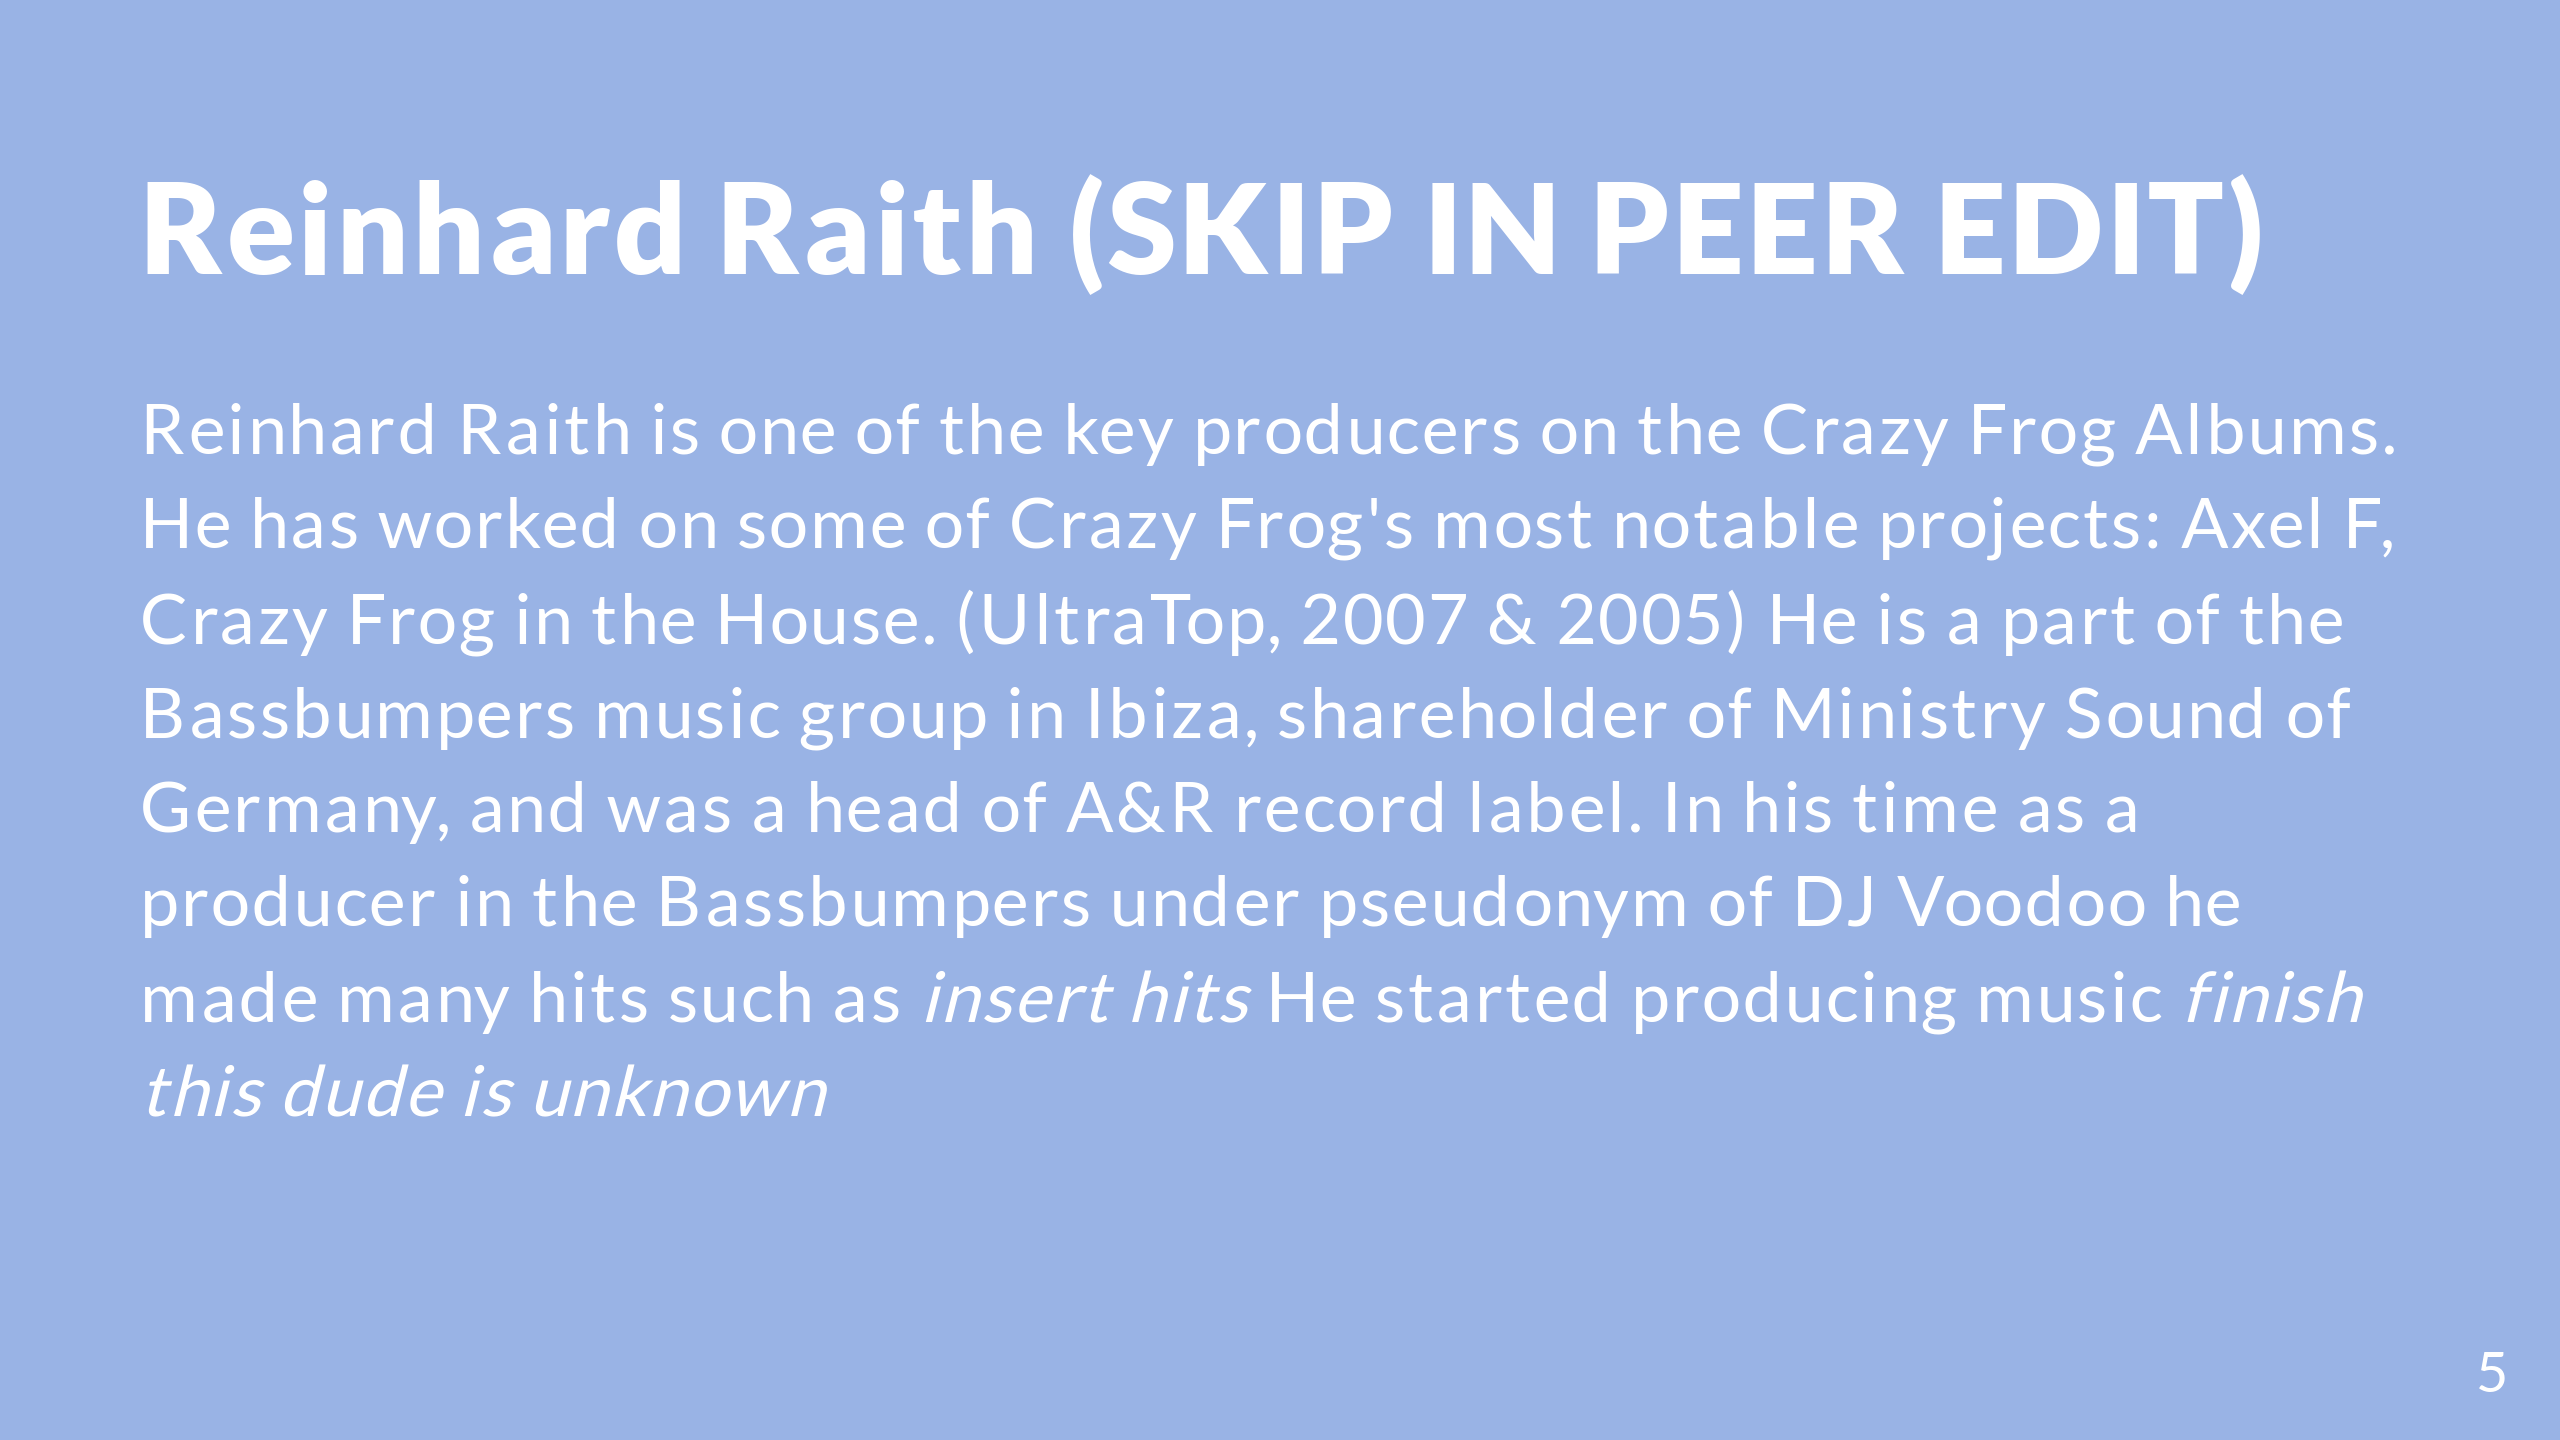 Reinhard Raith (SKIP IN PEER EDIT)
Reinhard Raith is one of the key producers on the Crazy Frog Albums.
He has worked on some of Crazy Frog's most notable projects: Axel F,
Crazy Frog in the House. (UltraTop, 2007 & 2005) He is a part of the
Bassbumpers music group in Ibiza, shareholder of Ministry Sound of
Germany, and was a head of A&R record label. In his time as a
producer in the Bassbumpers under pseudonym of DJ Voodoo he
made many hits such as insert hits He started producing music finish
this dude is unknown
5